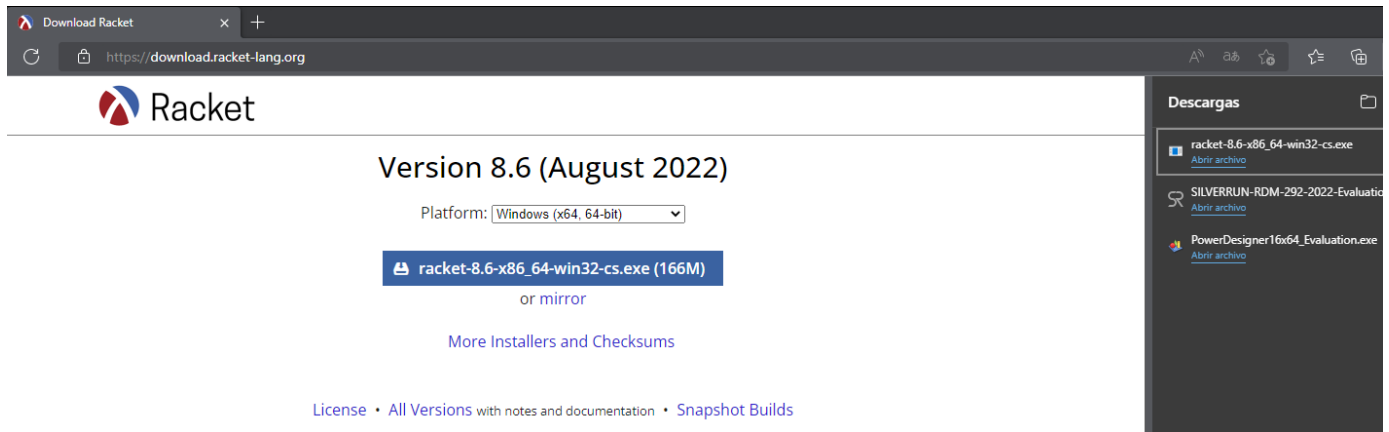 Download Racket
https://download.racket-lang.org
Racket
Version 8.6 (August 2022)
Platform: Windows (x64, 64-bit)
racket-8.6-x86_64-win32-cs.exe (166M)
or mirror
More Installers and Checksums
License • All Versions with notes and documentation • Snapshot Builds
Descargas
racket-8.6-x86_64-win32-cs.exe
Abrir archivo
SILVERRUN-RDM-292-2022-Evaluatio
Abrir archivo
PowerDesigner16x64_Evaluation.exe
Abrir archivo